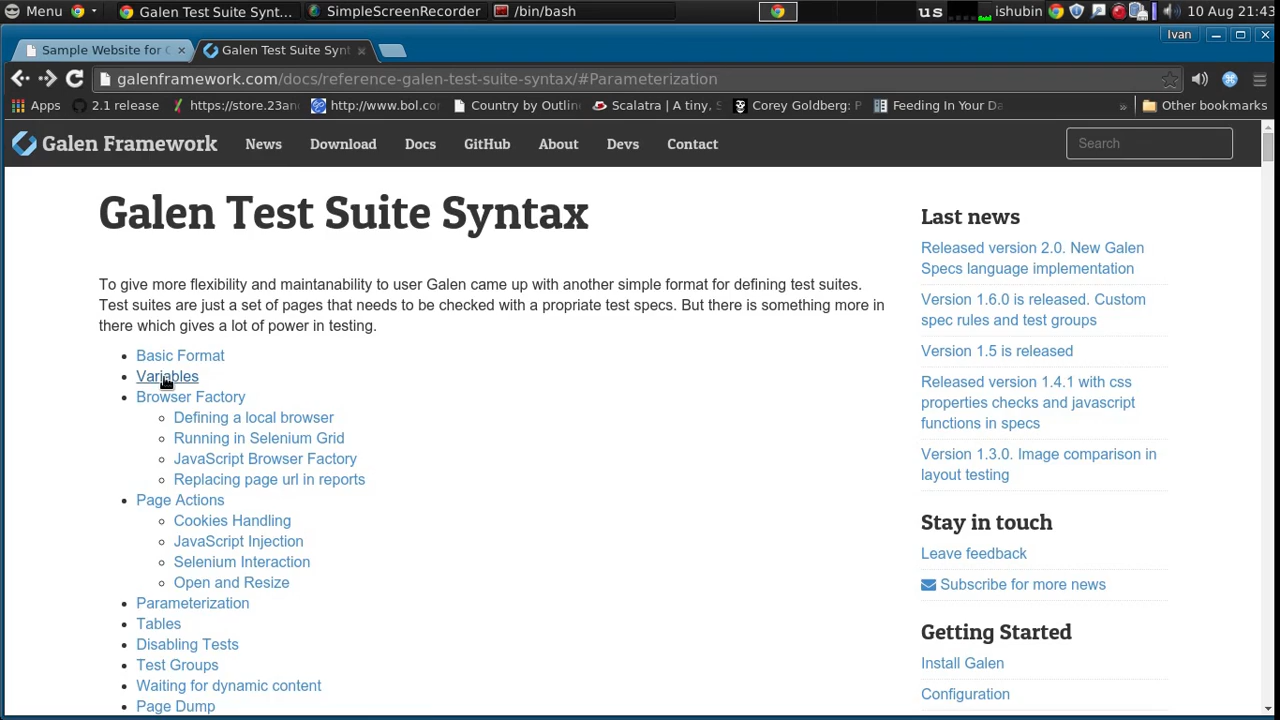 Menu
Galen Test Suite Synt...
SimpleScreenRecorder
/bin/bash
us
ishubin
10 Aug 21:43
Ivan
Sample Website for G
Galen Test Suite Synt
galenframework.com/docs/reference-galen-test-suite-syntax/#Parameterization
Apps
2.1 release
https://store.23an
http://www.bol.co
Country by Outlin
Scalatra | A tiny, S
Corey Goldberg: P
Feeding In Your Da
» Other bookmarks
Galen Framework
News
Download
Docs
GitHub
About
Devs
Contact
Search
Galen Test Suite Syntax
To give more flexibility and maintanability to user Galen came up with another simple format for defining test suites.
Test suites are just a set of pages that needs to be checked with a propriate test specs. But there is something more in
there which gives a lot of power in testing.
Basic Format
Variables
Browser Factory
Defining a local browser
Running in Selenium Grid
JavaScript Browser Factory
Replacing page url in reports
Page Actions
Cookies Handling
JavaScript Injection
Selenium Interaction
Open and Resize
Parameterization
Tables
Disabling Tests
Test Groups
Waiting for dynamic content
Page Dump
Last news
Released version 2.0. New Galen
Specs language implementation
Version 1.6.0 is released. Custom
spec rules and test groups
Version 1.5 is released
Released version 1.4.1 with css
properties checks and javascript
functions in specs
Version 1.3.0. Image comparison in
layout testing
Stay in touch
Leave feedback
Subscribe for more news
Getting Started
Install Galen
Configuration